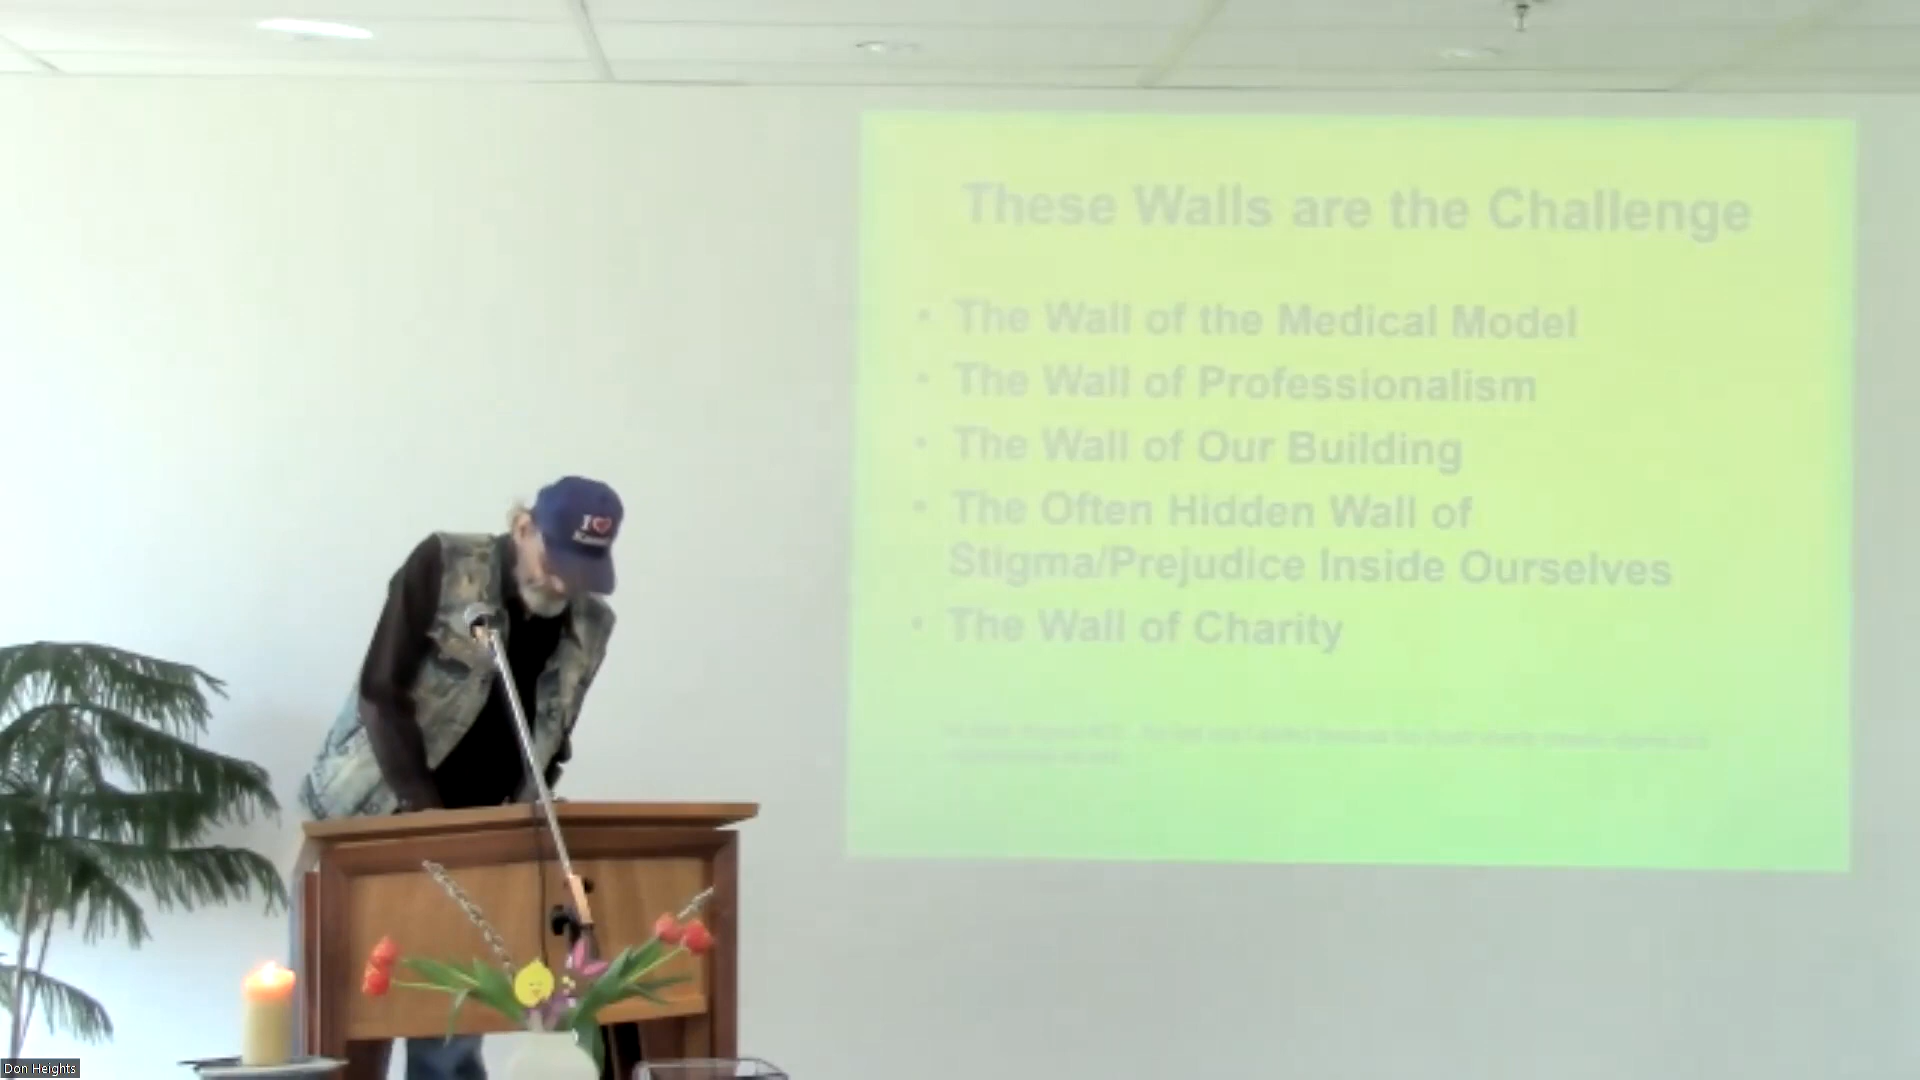 These Walls are the Challenge
• The Wall of the Medical Model
• The Wall of Professionalism
• The Wall of Our Building
• The Often Hidden Wall of
Stigma/Prejudice Inside Ourselves
• The Wall of Charity
I ❤
Don Heights